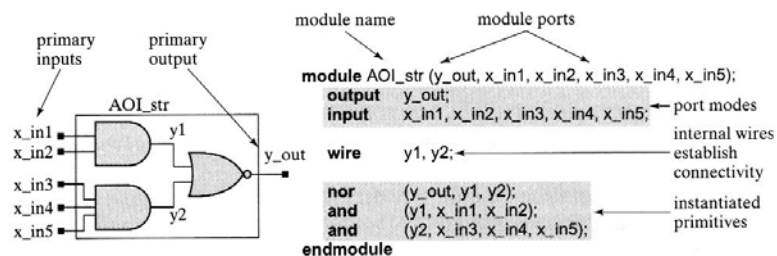 module name
module ports
primary
inputs
primary
output
AOI_str
x_in1
x_in2
x_in3
x_in4
x_in5
y1
y2
y_out
module AOI_str (y_out, x_in1, x_in2, x_in3, x_in4, x_in5);
output y_out;
input x_in1, x_in2, x_in3, x_in4, x_in5;
port modes
wire y1, y2;
internal wires
establish
connectivity
nor (y_out, y1, y2);
and (y1, x_in1, x_in2);
and (y2, x_in3, x_in4, x_in5);
instantiated
primitives
endmodule